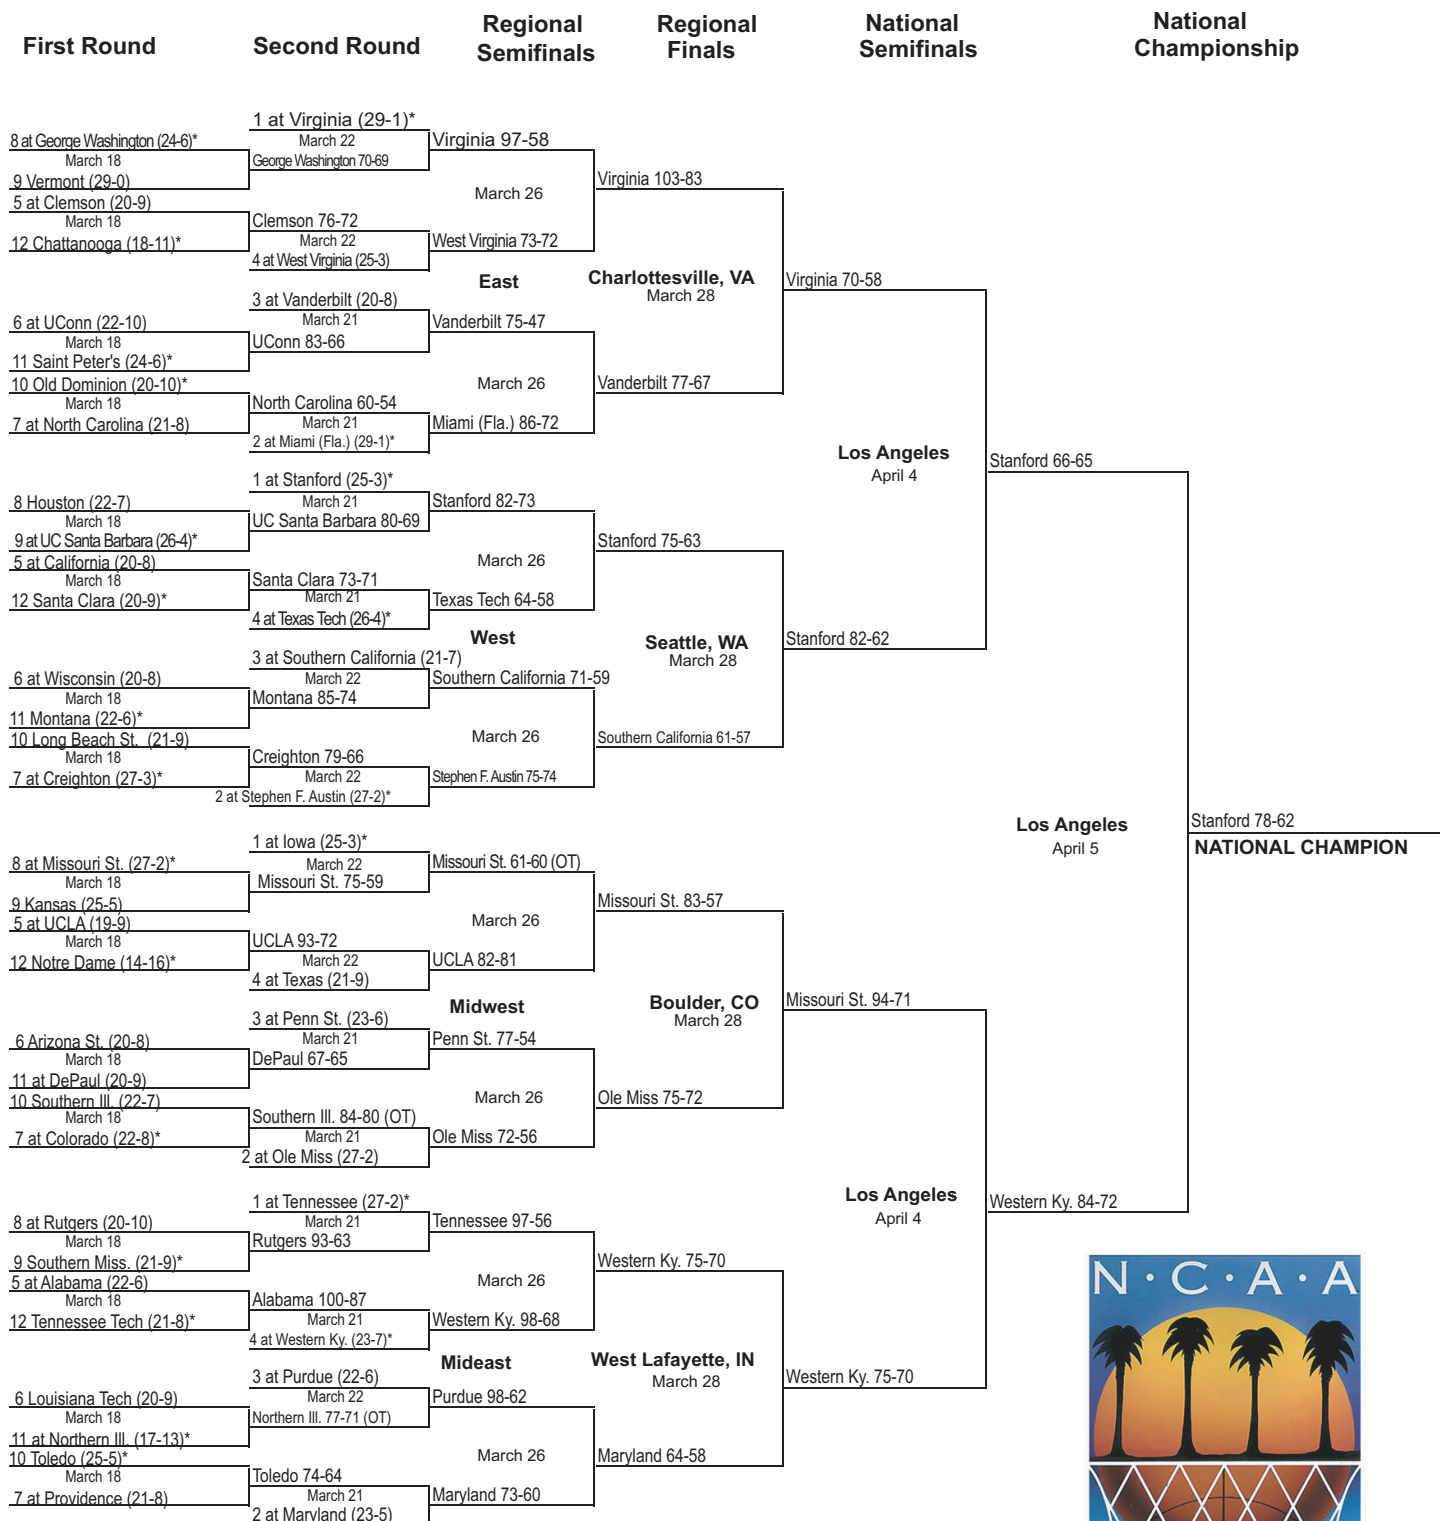 First Round
Second Round
Regional
Semifinals
Regional
Finals
National
Semifinals
National
Championship
1 at Virginia (29-1)*
8 at George Washington (24-6)*
March 22
Virginia 97-58
March 18
George Washington 70-69
9 Vermont (29-0)
Virginia 103-83
March 26
5 at Clemson (20-9)
March 18
Clemson 76-72
12 Chattanooga (18-11)*
March 22
West Virginia 73-72
4 at West Virginia (25-3)
East
Charlottesville, VA
March 28
Virginia 70-58
3 at Vanderbilt (20-8)
6 at UConn (22-10)
March 21
Vanderbilt 75-47
March 18
UConn 83-66
11 Saint Peter's (24-6)*
10 Old Dominion (20-10)*
March 26
Vanderbilt 77-67
March 18
North Carolina 60-54
7 at North Carolina (21-8)
March 21
Miami (Fla.) 86-72
2 at Miami (Fla.) (29-1)*
Los Angeles
April 4
Stanford 66-65
1 at Stanford (25-3)*
8 Houston (22-7)
March 21
Stanford 82-73
March 18
UC Santa Barbara 80-69
9 at UC Santa Barbara (26-4)*
Stanford 75-63
5 at California (20-8)
March 26
March 18
Santa Clara 73-71
12 Santa Clara (20-9)*
March 21
Texas Tech 64-58
4 at Texas Tech (26-4)*
West
Seattle, WA
March 28
Stanford 82-62
3 at Southern California (21-7)
6 at Wisconsin (20-8)
March 22
Southern California 71-59
March 18
Montana 85-74
11 Montana (22-6)*
10 Long Beach St. (21-9)
March 26
Southern California 61-57
March 18
Creighton 79-66
7 at Creighton (27-3)*
March 22
Stephen F. Austin 75-74
2 at Stephen F. Austin (27-2)*
Los Angeles
April 5
Stanford 78-62
NATIONAL CHAMPION
1 at Iowa (25-3)*
8 at Missouri St. (27-2)*
March 22
Missouri St. 61-60 (OT)
March 18
Missouri St. 75-59
9 Kansas (25-5)
Missouri St. 83-57
5 at UCLA (19-9)
March 26
March 18
UCLA 93-72
12 Notre Dame (14-16)*
March 22
UCLA 82-81
4 at Texas (21-9)
Midwest
Boulder, CO
March 28
Missouri St. 94-71
3 at Penn St. (23-6)
6 Arizona St. (20-8)
March 21
Penn St. 77-54
March 18
DePaul 67-65
11 at DePaul (20-9)
10 Southern Ill. (22-7)
March 26
Ole Miss 75-72
March 18
Southern Ill. 84-80 (OT)
7 at Colorado (22-8)*
March 21
Ole Miss 72-56
2 at Ole Miss (27-2)
Los Angeles
April 4
Western Ky. 84-72
1 at Tennessee (27-2)*
8 at Rutgers (20-10)
March 21
Tennessee 97-56
March 18
Rutgers 93-63
9 Southern Miss. (21-9)*
Western Ky. 75-70
5 at Alabama (22-6)
March 26
March 18
Alabama 100-87
12 Tennessee Tech (21-8)*
March 21
Western Ky. 98-68
4 at Western Ky. (23-7)*
Mideast
West Lafayette, IN
March 28
Western Ky. 75-70
3 at Purdue (22-6)
6 Louisiana Tech (20-9)
March 22
Purdue 98-62
March 18
Northern Ill. 77-71 (OT)
11 at Northern Ill. (17-13)*
10 Toledo (25-5)*
March 26
Maryland 64-58
March 18
Toledo 74-64
7 at Providence (21-8)
March 21
Maryland 73-60
2 at Maryland (23-5)
N·C·A·A